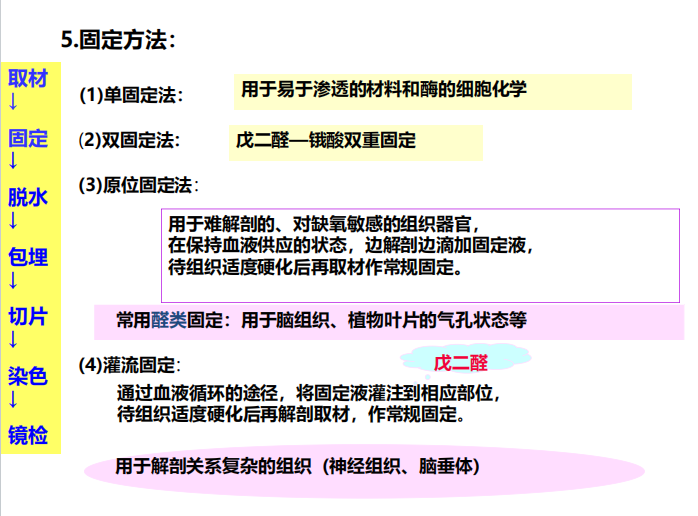 5.固定方法：
取材
↓
固定
↓
脱水
↓
包埋
↓
切片
↓
染色
↓
镜检
(1)单固定法：
用于易于渗透的材料和酶的细胞化学
(2)双固定法：
戊二醛—锇酸双重固定
(3)原位固定法：
用于难解剖的、对缺氧敏感的组织器官，
在保持血液供应的状态，边解剖边滴加固定液，
待组织适度硬化后再取材作常规固定。
常用醛类固定：用于脑组织、植物叶片的气孔状态等
(4)灌流固定：
戊二醛
通过血液循环的途径，将固定液灌注到相应部位，
待组织适度硬化后再解剖取材，作常规固定。
用于解剖关系复杂的组织（神经组织、脑垂体）